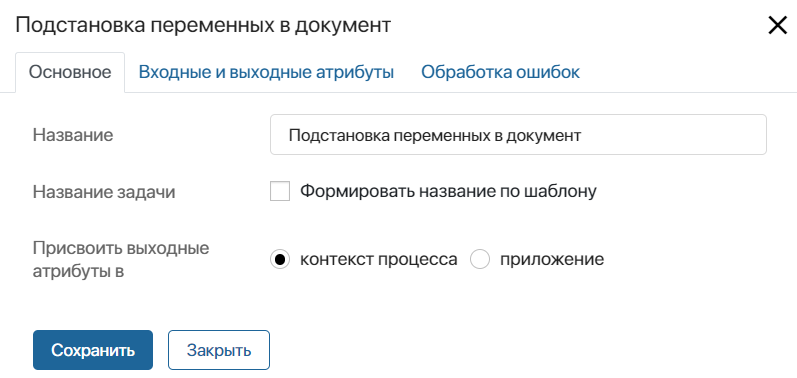 Подстановка переменных в документ
Основное Входные и выходные атрибуты Обработка ошибок
Название Подстановка переменных в документ
Название задачи Формировать название по шаблону
Присвоить выходные
атрибуты в контекст процесса приложение
Сохранить Закрыть